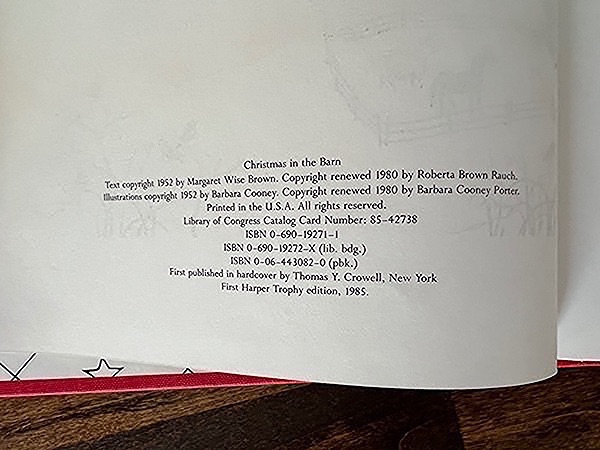 Christmas in the Barn
Text copyright 1952 by Margaret Wise Brown. Copyright renewed 1980 by Roberta Brown Rauch.
Illustrations copyright 1952 by Barbara Cooney. Copyright renewed 1980 by Barbara Cooney Porter.
Printed in the U.S.A. All rights reserved.
Library of Congress Catalog Card Number: 85-42738
ISBN 0-690-19271-1
ISBN 0-690-19272-X (lib. bdg.)
ISBN 0-06-443082-0 (pbk.)
First published in hardcover by Thomas Y. Crowell, New York
First Harper Trophy edition, 1985.